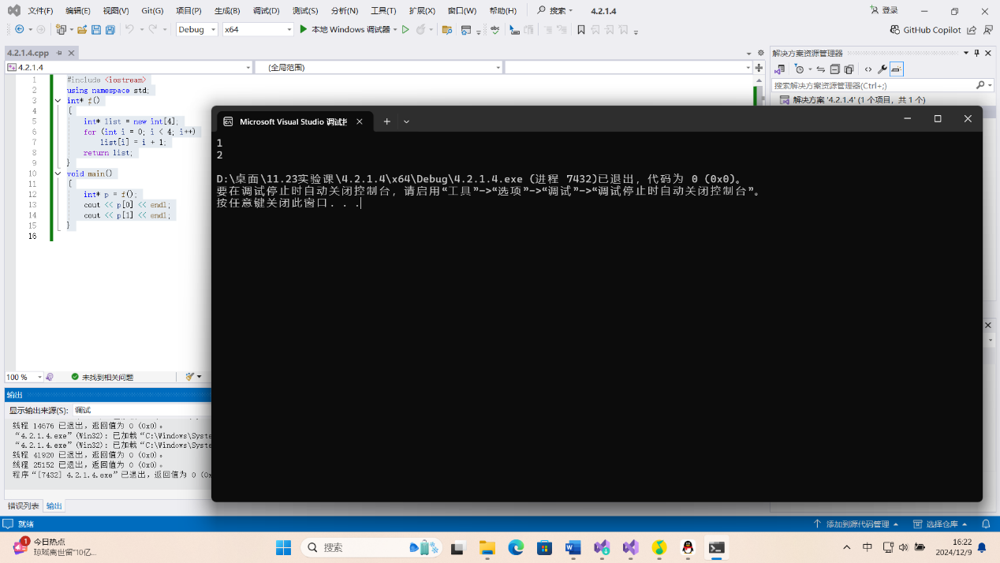 文件(F) 编辑(E) 视图(V) Git(G) 项目(P) 生成(B) 调试(D) 测试(S) 分析(N) 工具(T) 扩展(X) 窗口(W) 帮助(H) 搜索 4.2.1.4 登录
Debug x64 本地 Windows 调试器 GitHub Copilot
4.2.1.4.cpp
4.2.1.4 (全局范围)
解决方案资源管理器
搜索解决方案资源管理器(Ctrl+;)
解决方案 '4.2.1.4' (1 个项目，共 1 个)
1 #include <iostream>
2 using namespace std;
3 int* f()
4 {
5 int* list = new int[4];
6 for (int i = 0; i < 4; i++)
7 list[i] = i + 1;
8 return list;
9 }
10 void main()
11 {
12 int* p = f();
13 cout << p[0] << endl;
14 cout << p[1] << endl;
15 }
16
Microsoft Visual Studio 调试
1
2
D:\桌面\11.23实验课\4.2.1.4\x64\Debug\4.2.1.4.exe (进程 7432)已退出，代码为 0 (0x0)。
要在调试停止时自动关闭控制台，请启用“工具”->“选项”->“调试”->“调试停止时自动关闭控制台”。
按任意键关闭此窗口. . .
100 % 未找到相关问题
输出
显示输出来源(S): 调试
线程 14676 已退出，返回值为 0 (0x0)。
“4.2.1.4.exe”(Win32): 已加载“C:\Windows\Syste
“4.2.1.4.exe”(Win32): 已加载“C:\Windows\Syste
线程 41920 已退出，返回值为 0 (0x0)。
线程 25152 已退出，返回值为 0 (0x0)。
程序“[7432] 4.2.1.4.exe”已退出，返回值为 0 (0x
错误列表 输出
就绪 添加到源代码管理 选择仓库
1 今日热点
琼瑶离世留"10亿...
搜索
中
16:22
2024/12/9